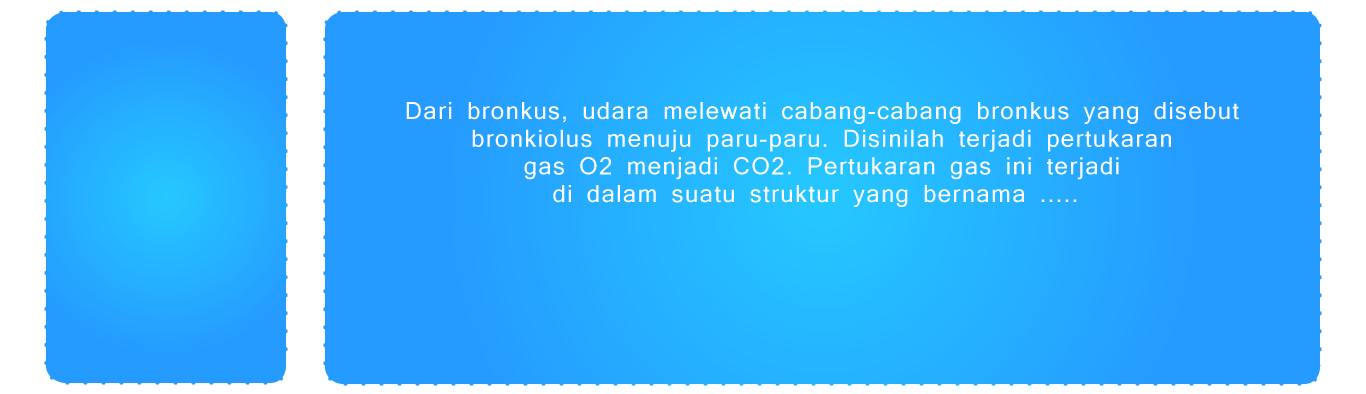 Dari bronkus, udara melewati cabang-cabang bronkus yang disebut
bronkiolus menuju paru-paru. Disinilah terjadi pertukaran
gas O2 menjadi CO2. Pertukaran gas ini terjadi
di dalam suatu struktur yang bernama .....